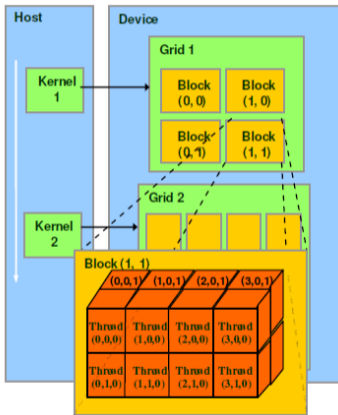 Host
Device
Grid 1
Kernel
1
Block
(0, 0)
Block
(1, 0)
Block
(0, 1)
Block
(1, 1)
Grid 2
Kernel
2
Block (1, 1)
(0,0,1) (1,0,1) (2,0,1) (3,0,1)
Thread Thread Thread Thread
(0,0,0) (1,0,0) (2,0,0) (3,0,0)
Thread Thread Thread Thread
(0,1,0) (1,1,0) (2,1,0) (3,1,0)